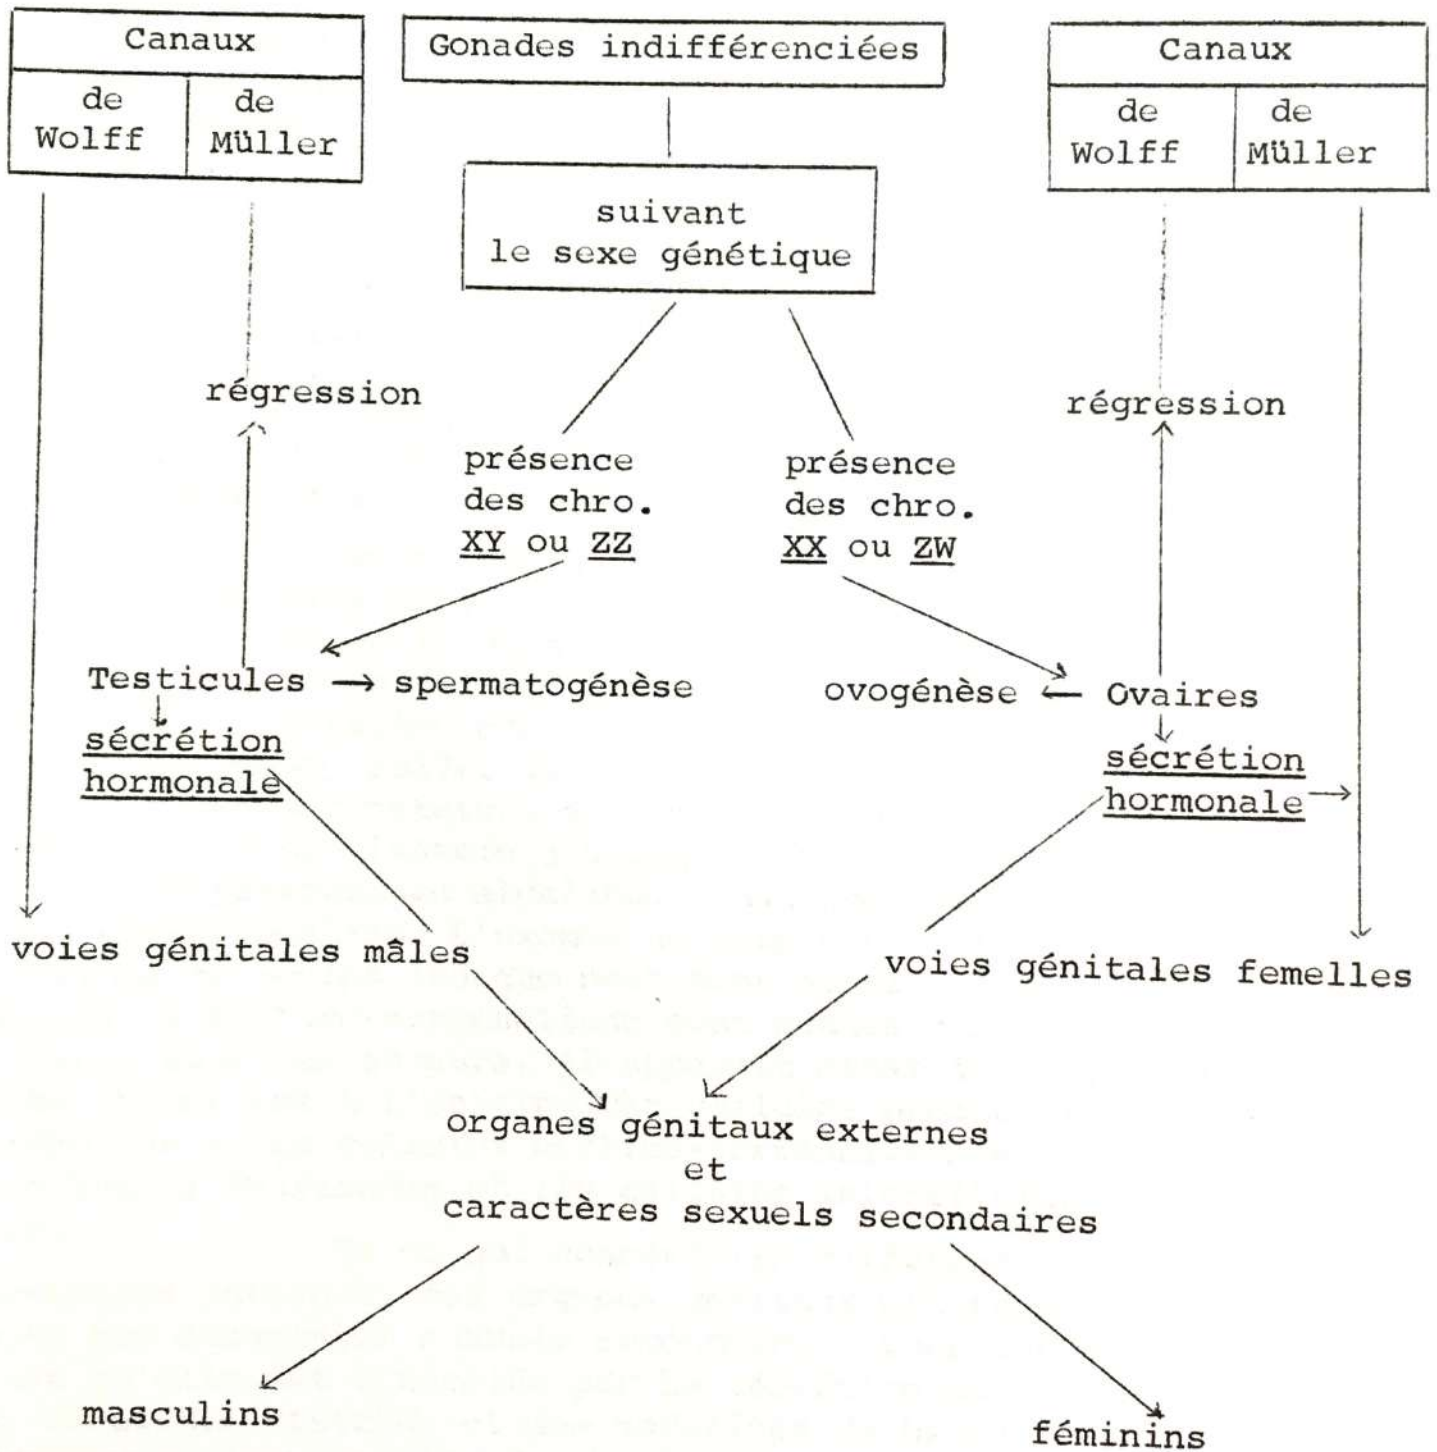 Canaux
de
Wolff
de
Müller
Gonades indifférenciées
Canaux
de
Wolff
de
Müller
suivant
le sexe génétique
régression
régression
présence
des chro.
XY ou ZZ
présence
des chro.
XX ou ZW
Testicules → spermatogénèse
ovogénèse ← Ovaires
sécrétion
hormonale
sécrétion
hormonale →
voies génitales mâles
voies génitales femelles
organes génitaux externes
et
caractères sexuels secondaires
masculins
féminins